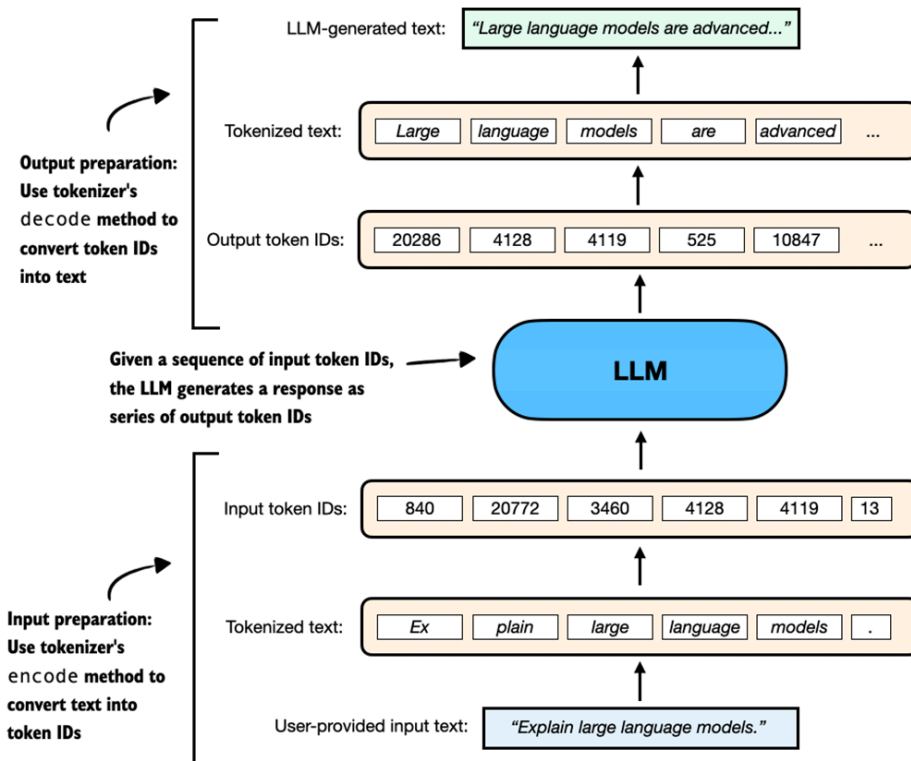 LLM-generated text: “Large language models are advanced...”
Tokenized text: Large language models are advanced ...
Output preparation:
Use tokenizer's
decode method to
convert token IDs
into text
Output token IDs: 20286 4128 4119 525 10847 ...
Given a sequence of input token IDs,
the LLM generates a response as
series of output token IDs
LLM
Input token IDs: 840 20772 3460 4128 4119 13
Tokenized text: Ex plain large language models .
Input preparation:
Use tokenizer's
encode method to
convert text into
token IDs
User-provided input text: “Explain large language models.”